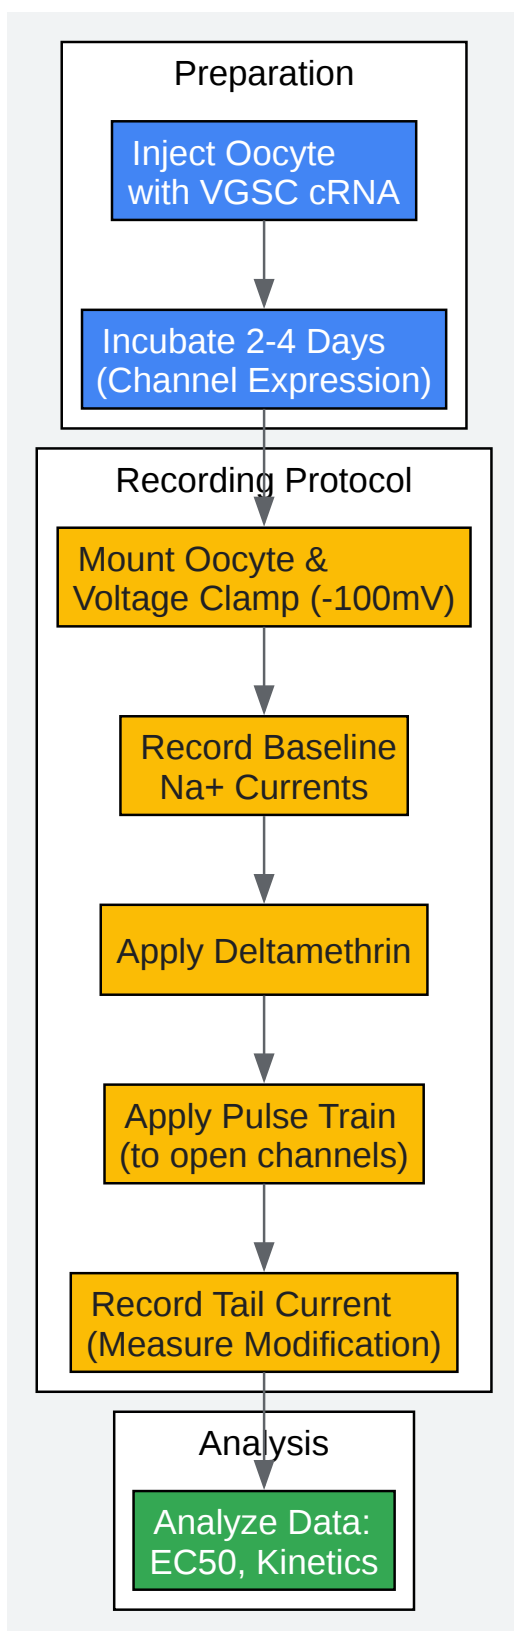 Preparation
Inject Oocyte
with VGSC cRNA
Incubate 2-4 Days
(Channel Expression)
Recording Protocol
Mount Oocyte &
Voltage Clamp (-100mV)
Record Baseline
Na+ Currents
Apply Deltamethrin
Apply Pulse Train
(to open channels)
Record Tail Current
(Measure Modification)
Analysis
Analyze Data:
EC50, Kinetics